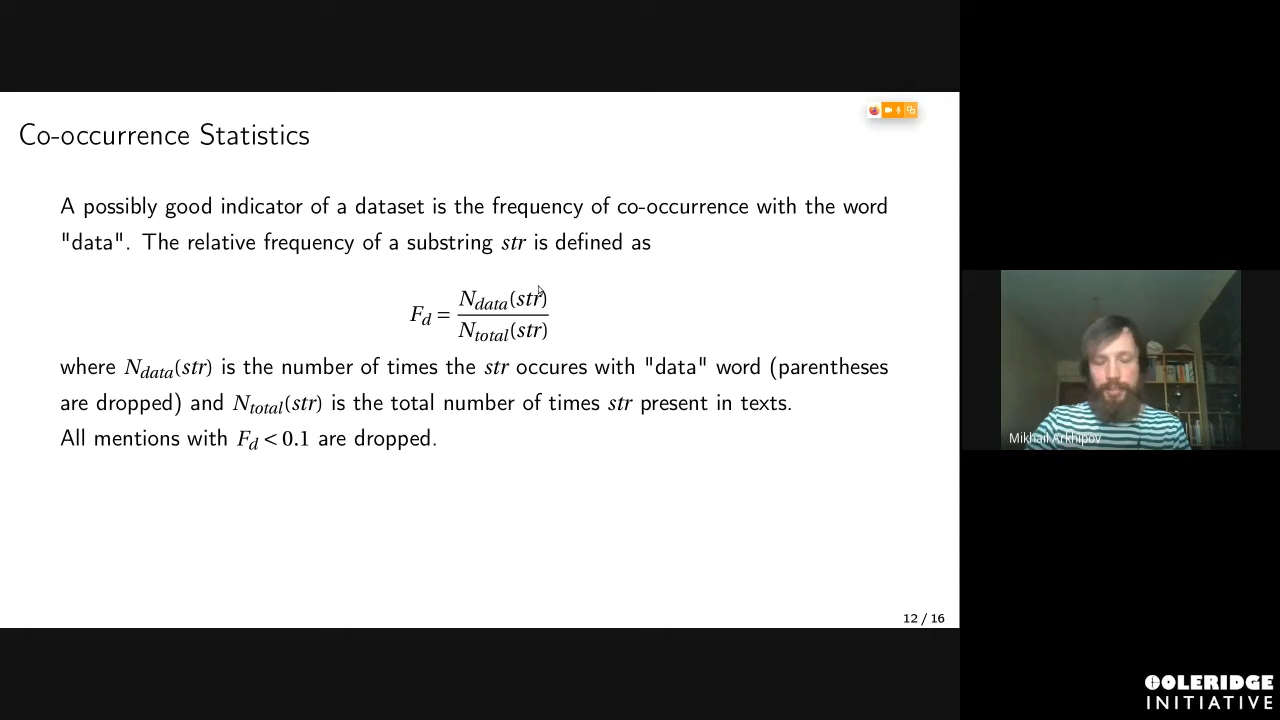 Co-occurrence Statistics
A possibly good indicator of a dataset is the frequency of co-occurrence with the word
"data". The relative frequency of a substring str is defined as
F_d = N_data(str) / N_total(str)
where N_data(str) is the number of times the str occures with "data" word (parentheses
are dropped) and N_total(str) is the total number of times str present in texts.
All mentions with F_d < 0.1 are dropped.
12 / 16
Mikhail Arkhipov
COLERIDGE
INITIATIVE